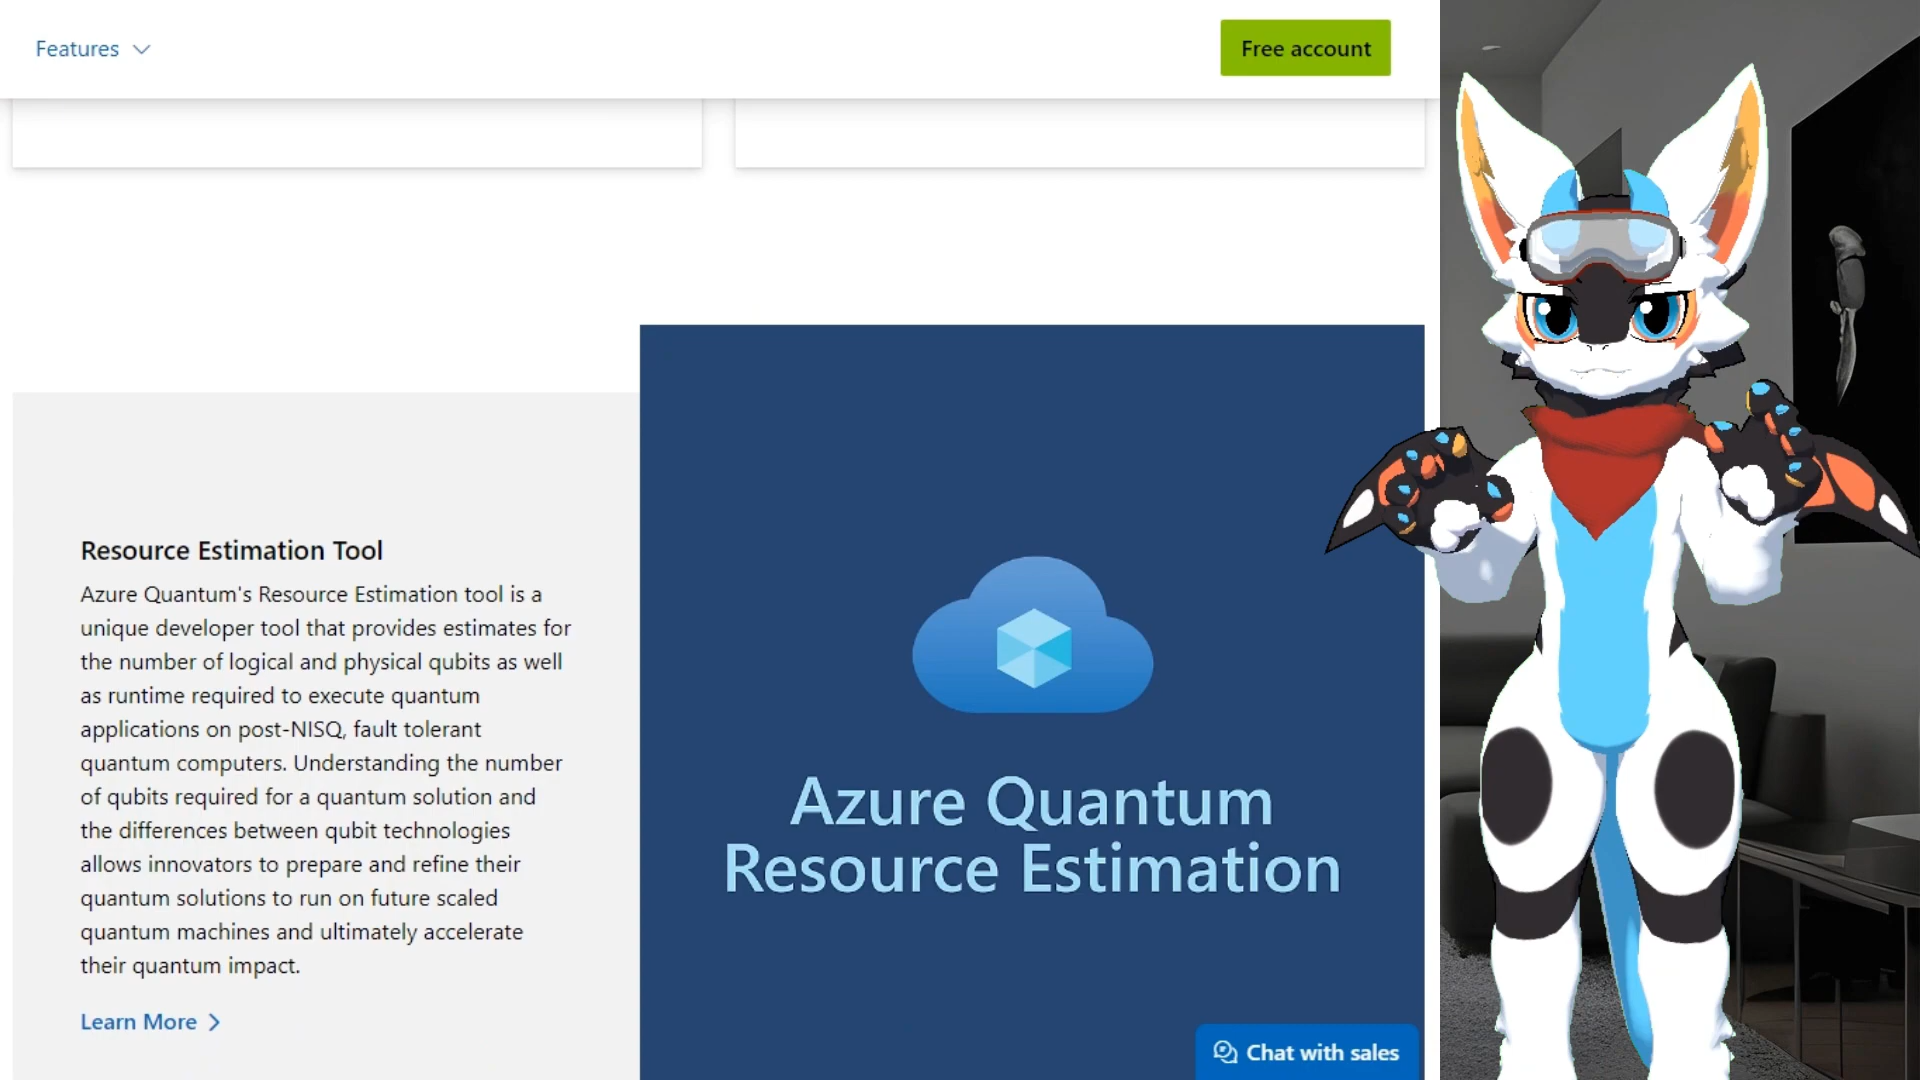 Features
Free account
Resource Estimation Tool
Azure Quantum's Resource Estimation tool is a
unique developer tool that provides estimates for
the number of logical and physical qubits as well
as runtime required to execute quantum
applications on post-NISQ, fault tolerant
quantum computers. Understanding the number
of qubits required for a quantum solution and
the differences between qubit technologies
allows innovators to prepare and refine their
quantum solutions to run on future scaled
quantum machines and ultimately accelerate
their quantum impact.
Learn More
Azure Quantum
Resource Estimation
Chat with sales